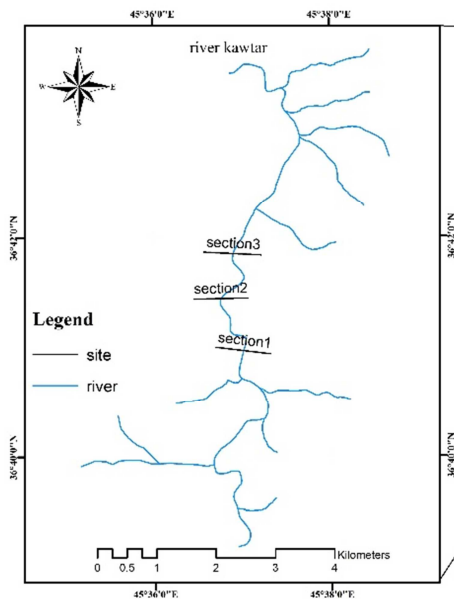 45°36'0"E 45°38'0"E
river kawtar
N
W E
S
36°42'0"N 36°42'0"N
section3
section2
section1
Legend
site
river
36°40'0"N 36°40'0"N
Kilometers
0 0.5 1 2 3 4
45°36'0"E 45°38'0"E